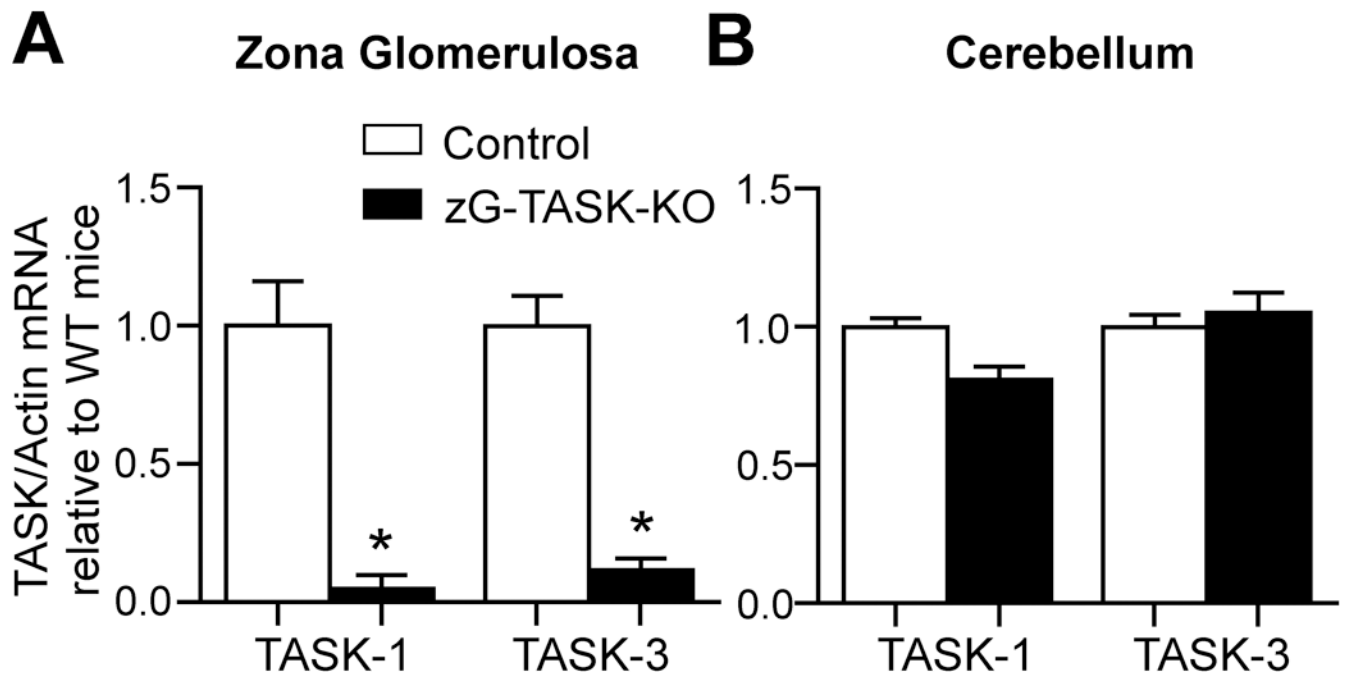 A
Zona Glomerulosa
Control
zG-TASK-KO
TASK/Actin mRNA
relative to WT mice
1.5
1.0
0.5
0.0
*
*
TASK-1
TASK-3
B
Cerebellum
1.5
1.0
0.5
0.0
TASK-1
TASK-3